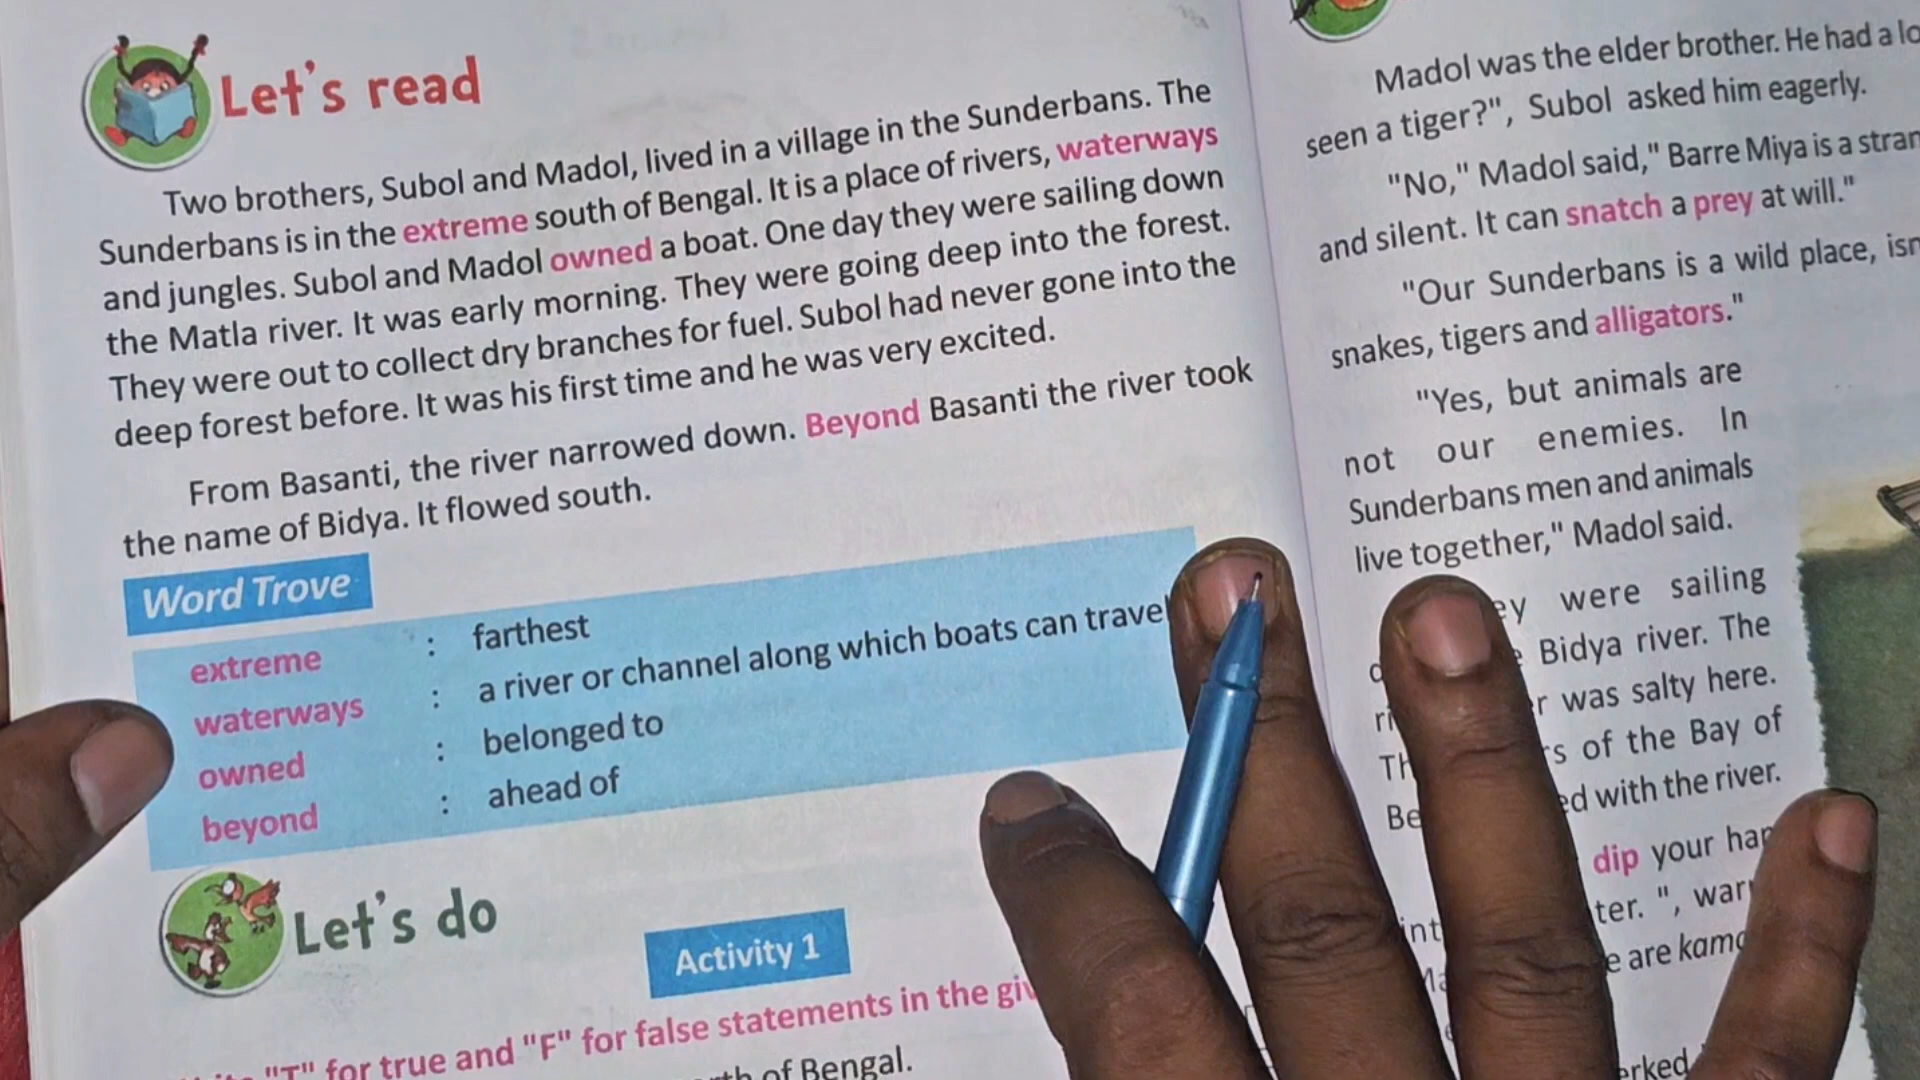 Let's read
Two brothers, Subol and Madol, lived in a village in the Sunderbans. The
Sunderbans is in the extreme south of Bengal. It is a place of rivers, waterways
and jungles. Subol and Madol owned a boat. One day they were sailing down
the Matla river. It was early morning. They were going deep into the forest.
They were out to collect dry branches for fuel. Subol had never gone into the
deep forest before. It was his first time and he was very excited.
From Basanti, the river narrowed down. Beyond Basanti the river took
the name of Bidya. It flowed south.
Word Trove
extreme : farthest
waterways : a river or channel along which boats can travel
owned : belonged to
beyond : ahead of
Let's do
Activity 1
"T" for true and "F" for false statements in the
of Bengal.
Madol was the elder brother. He had a
seen a tiger?", Subol asked him eagerly.
"No," Madol said," Barre Miya is a
and silent. It can snatch a prey at will."
"Our Sunderbans is a wild place,
snakes, tigers and alligators."
"Yes, but animals are
not our enemies. In
Sunderbans men and animals
live together," Madol said.
were sailing
Bidya river. The
was salty here.
of the Bay of
with the river.
dip your
are